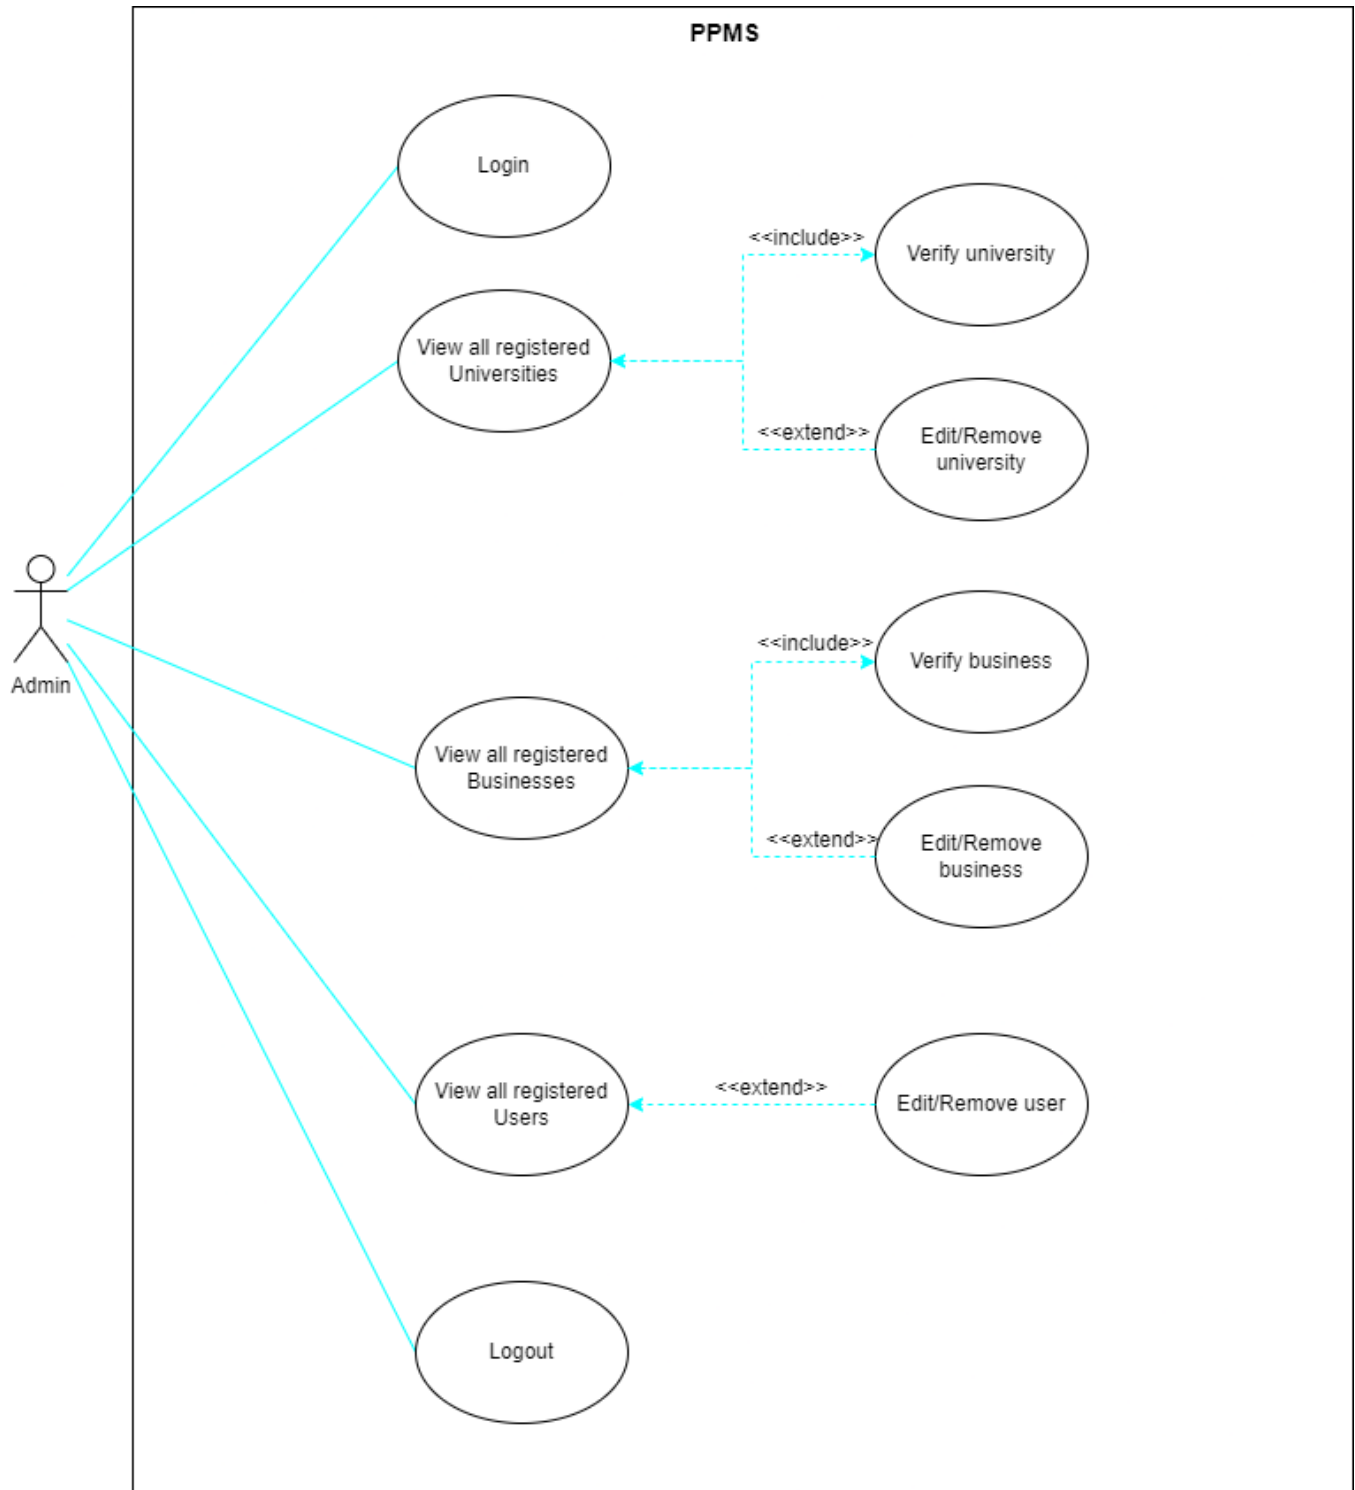 PPMS
Login
<<include>>
Verify university
View all registered
Universities
<<extend>>
Edit/Remove
university
Admin
<<include>>
Verify business
View all registered
Businesses
<<extend>>
Edit/Remove
business
View all registered
Users
<<extend>>
Edit/Remove user
Logout